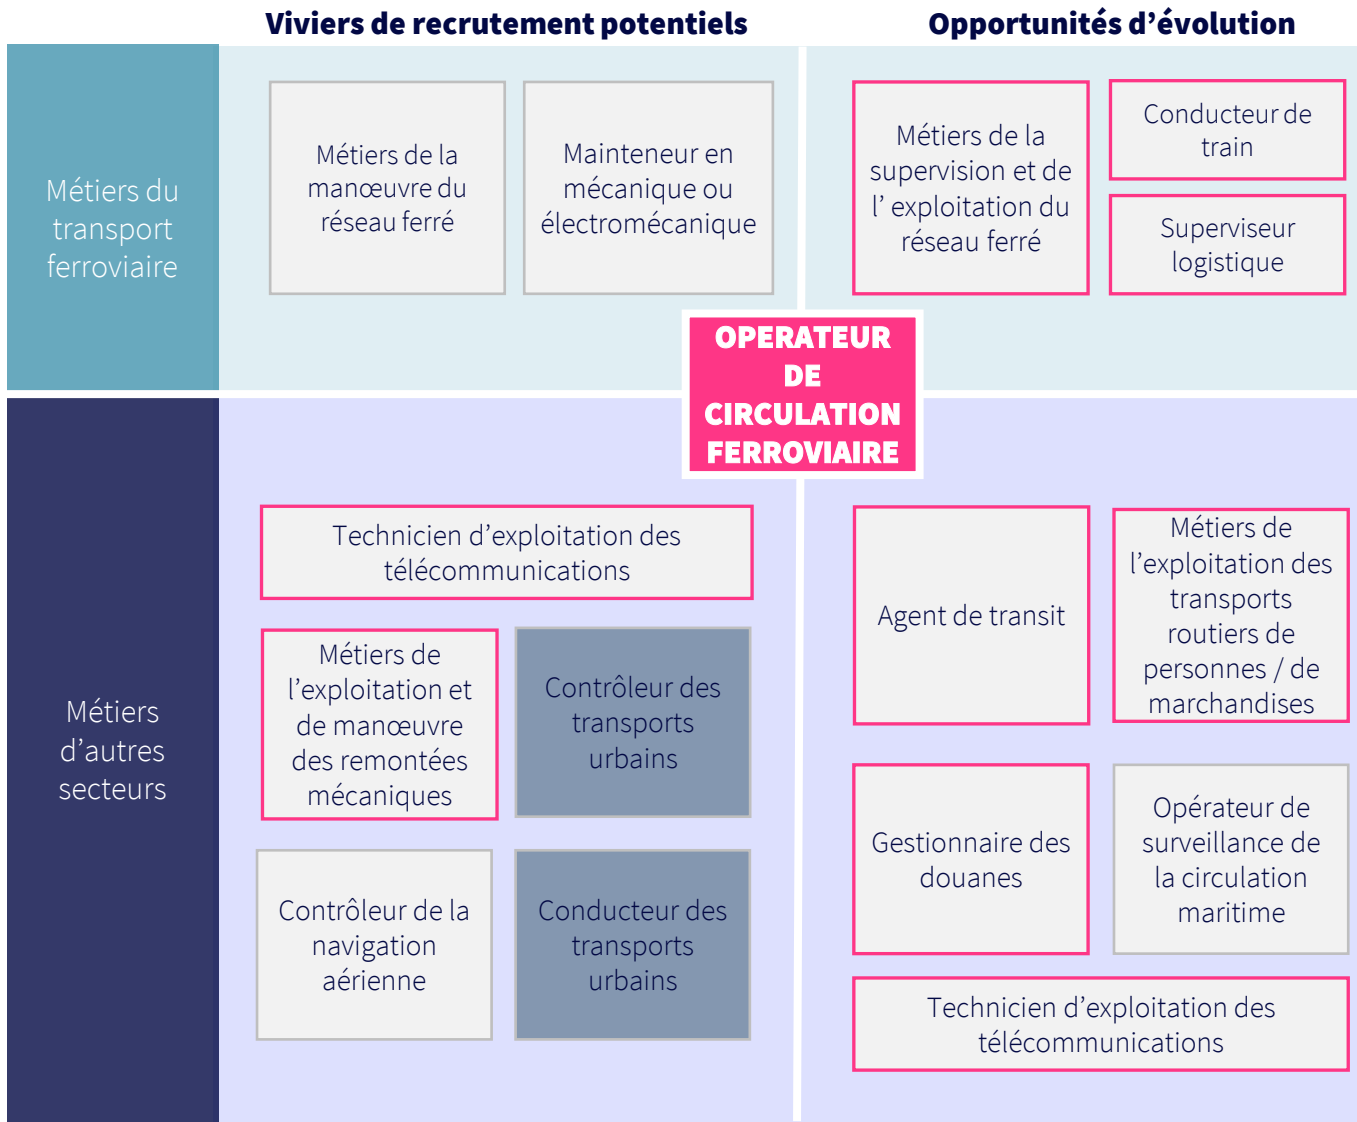 Viviers de recrutement potentiels
Opportunités d’évolution
Métiers du
transport
ferroviaire
Métiers de la
manœuvre du
réseau ferré
Mainteneur en
mécanique ou
électromécanique
Métiers de la
supervision et de
l’ exploitation du
réseau ferré
Conducteur de
train
Superviseur
logistique
OPERATEUR
DE
CIRCULATION
FERROVIAIRE
Métiers
d’autres
secteurs
Technicien d’exploitation des
télécommunications
Métiers de
l’exploitation et
de manœuvre
des remontées
mécaniques
Contrôleur des
transports
urbains
Contrôleur de la
navigation
aérienne
Conducteur des
transports
urbains
Agent de transit
Métiers de
l’exploitation des
transports
routiers de
personnes / de
marchandises
Gestionnaire des
douanes
Opérateur de
surveillance de
la circulation
maritime
Technicien d’exploitation des
télécommunications